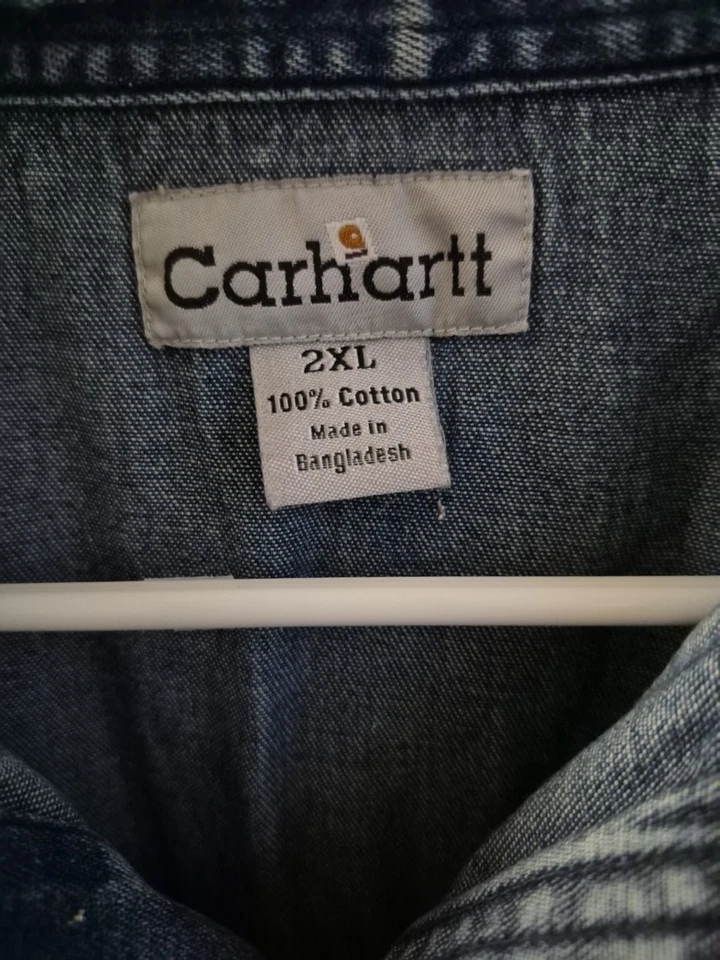 Carhartt
2XL
100% Cotton
Made in
Bangladesh